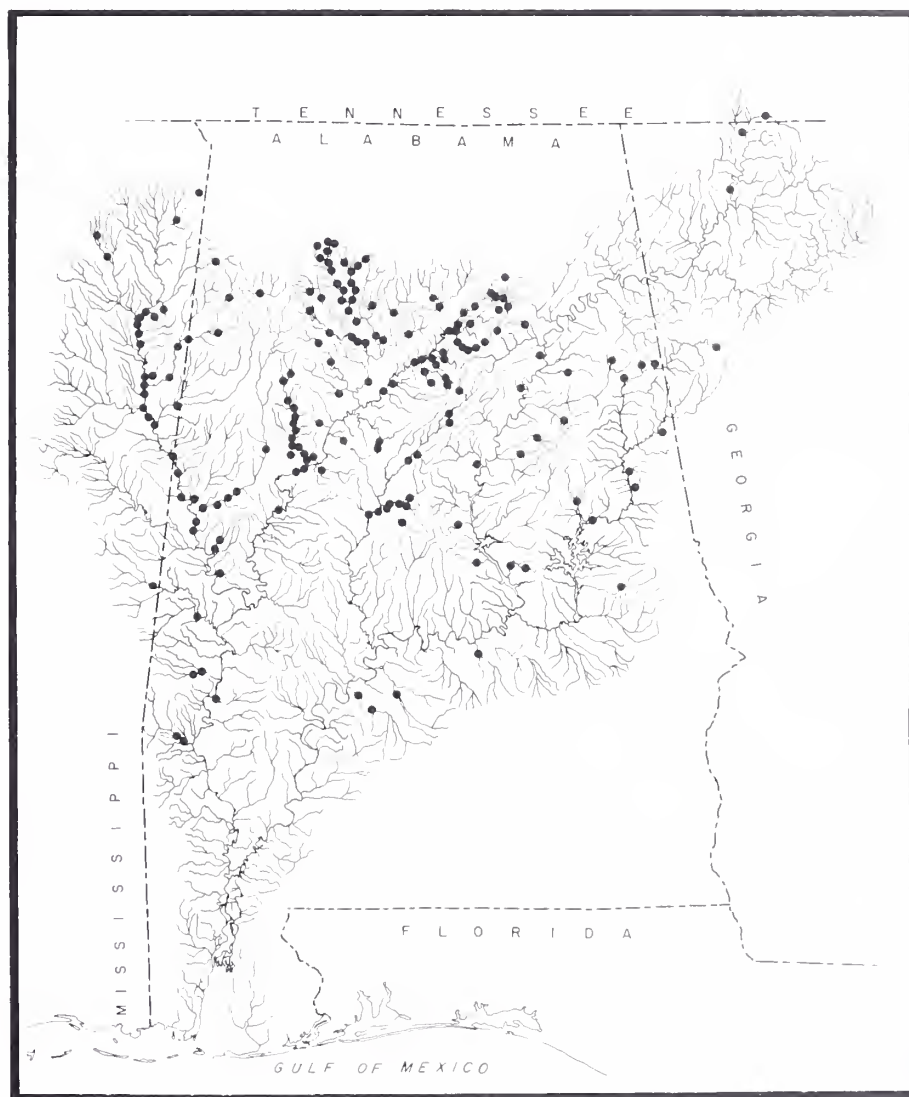 TENNESSEE
ALABAMA
GEORGIA
MISSISSIPPI
FLORIDA
GULF OF MEXICO